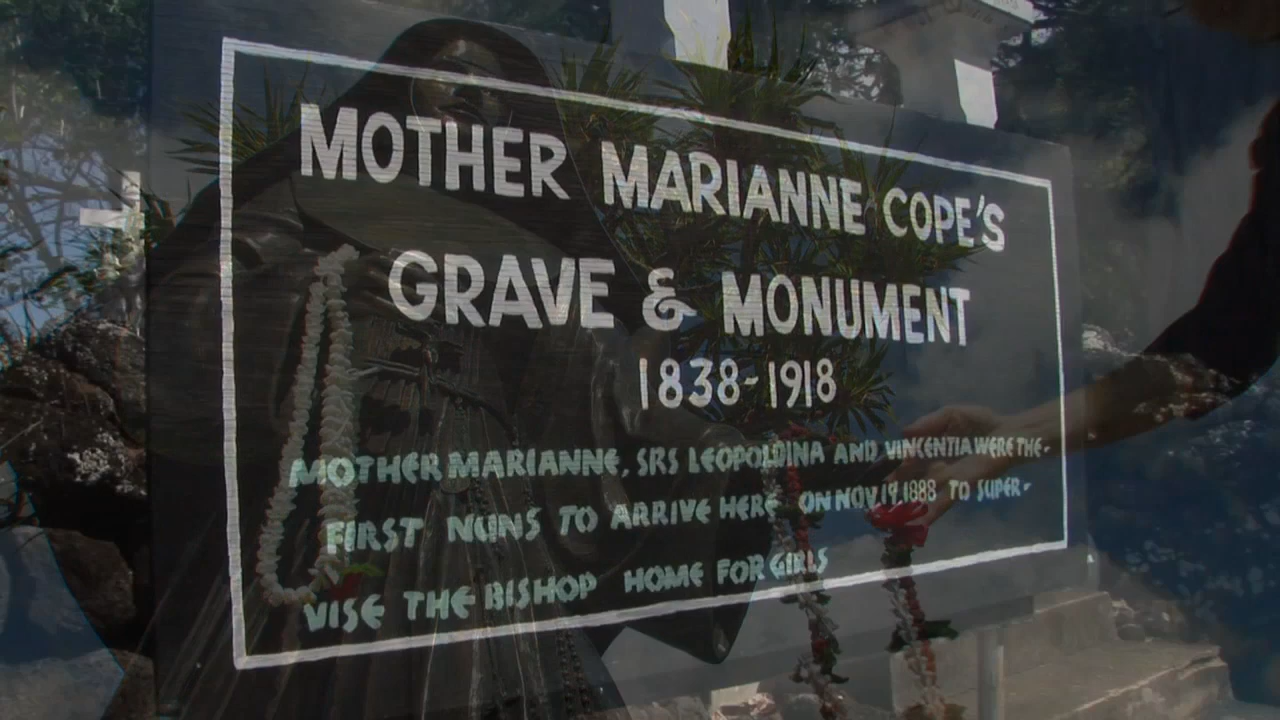 MOTHER MARIANNE COPE'S
GRAVE & MONUMENT
1838-1918
MOTHER MARIANNE, SRS LEOPOLDINA AND VINCENTIA WERE THE-
FIRST NUNS TO ARRIVE HERE ON NOV.19.1888 TO SUPER-
VISE THE BISHOP HOME FOR GIRLS